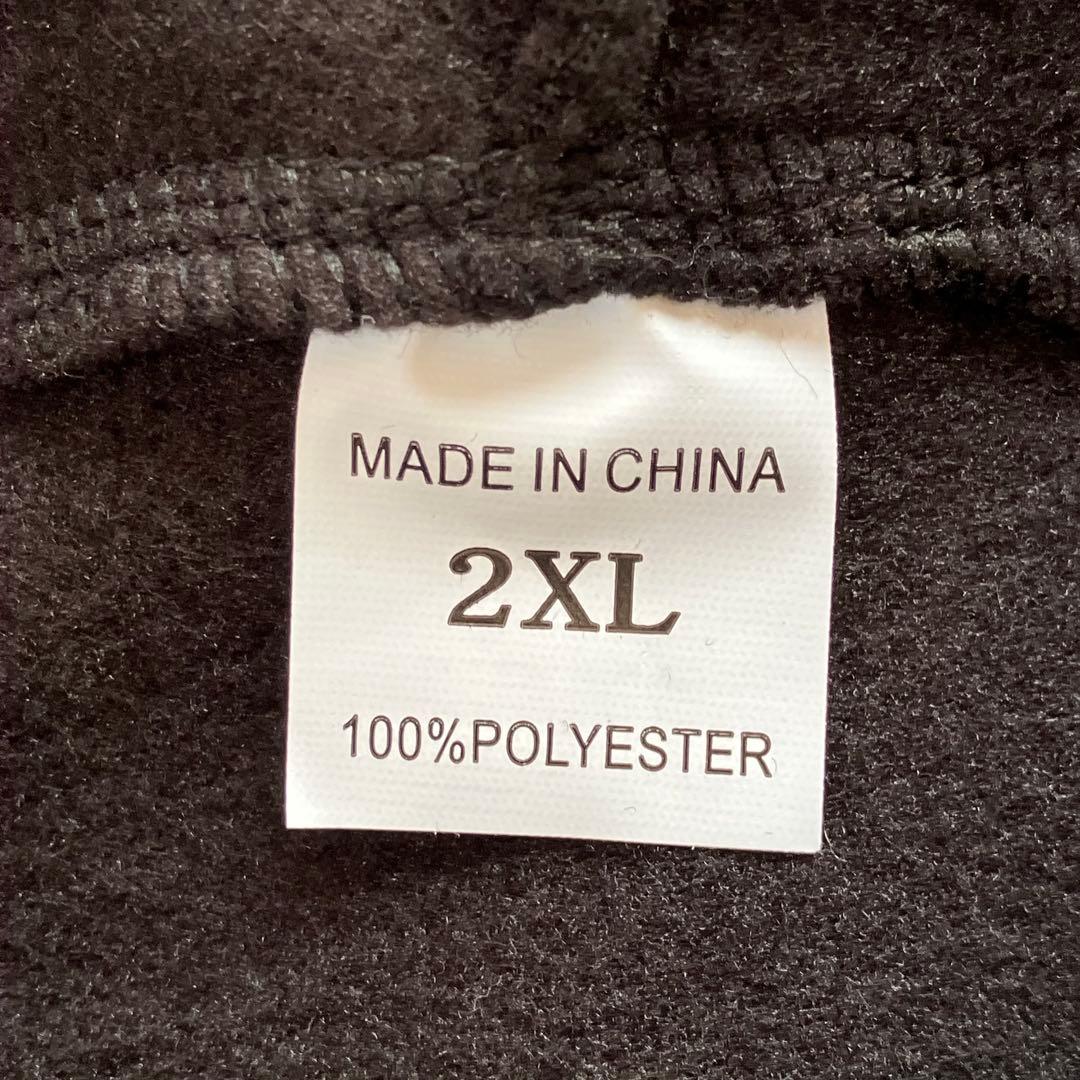 MADE IN CHINA
2XL
100%POLYESTER